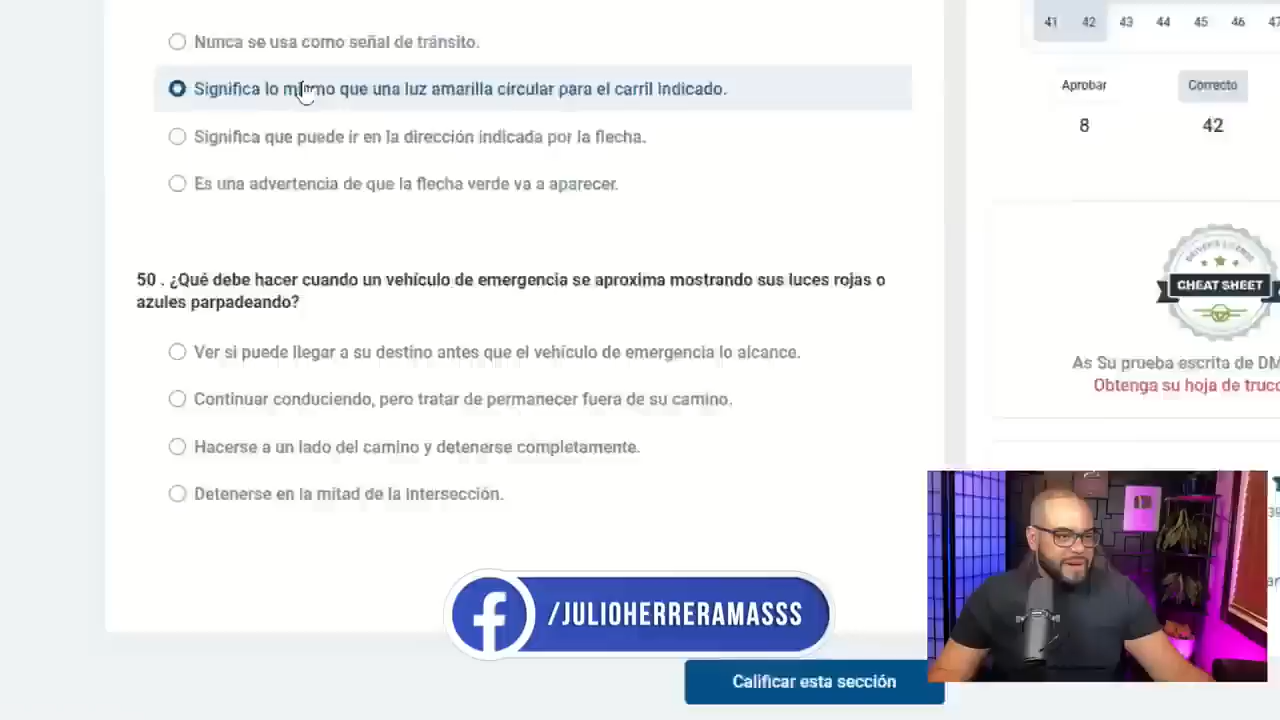 41 42 43 44 45 46
Nunca se usa como señal de tránsito.
Significa lo mismo que una luz amarilla circular para el carril indicado.
Significa que puede ir en la dirección indicada por la flecha.
Es una advertencia de que la flecha verde va a aparecer.
50 . ¿Qué debe hacer cuando un vehículo de emergencia se aproxima mostrando sus luces rojas o
azules parpadeando?
Ver si puede llegar a su destino antes que el vehículo de emergencia lo alcance.
Continuar conduciendo, pero tratar de permanecer fuera de su camino.
Hacerse a un lado del camino y detenerse completamente.
Detenerse en la mitad de la intersección.
Calificar esta sección
Aprobar
Correcto
8
42
CHEAT SHEET
As Su prueba escrita de
Obtenga su hoja de
/JULIOHERRERAMASSS